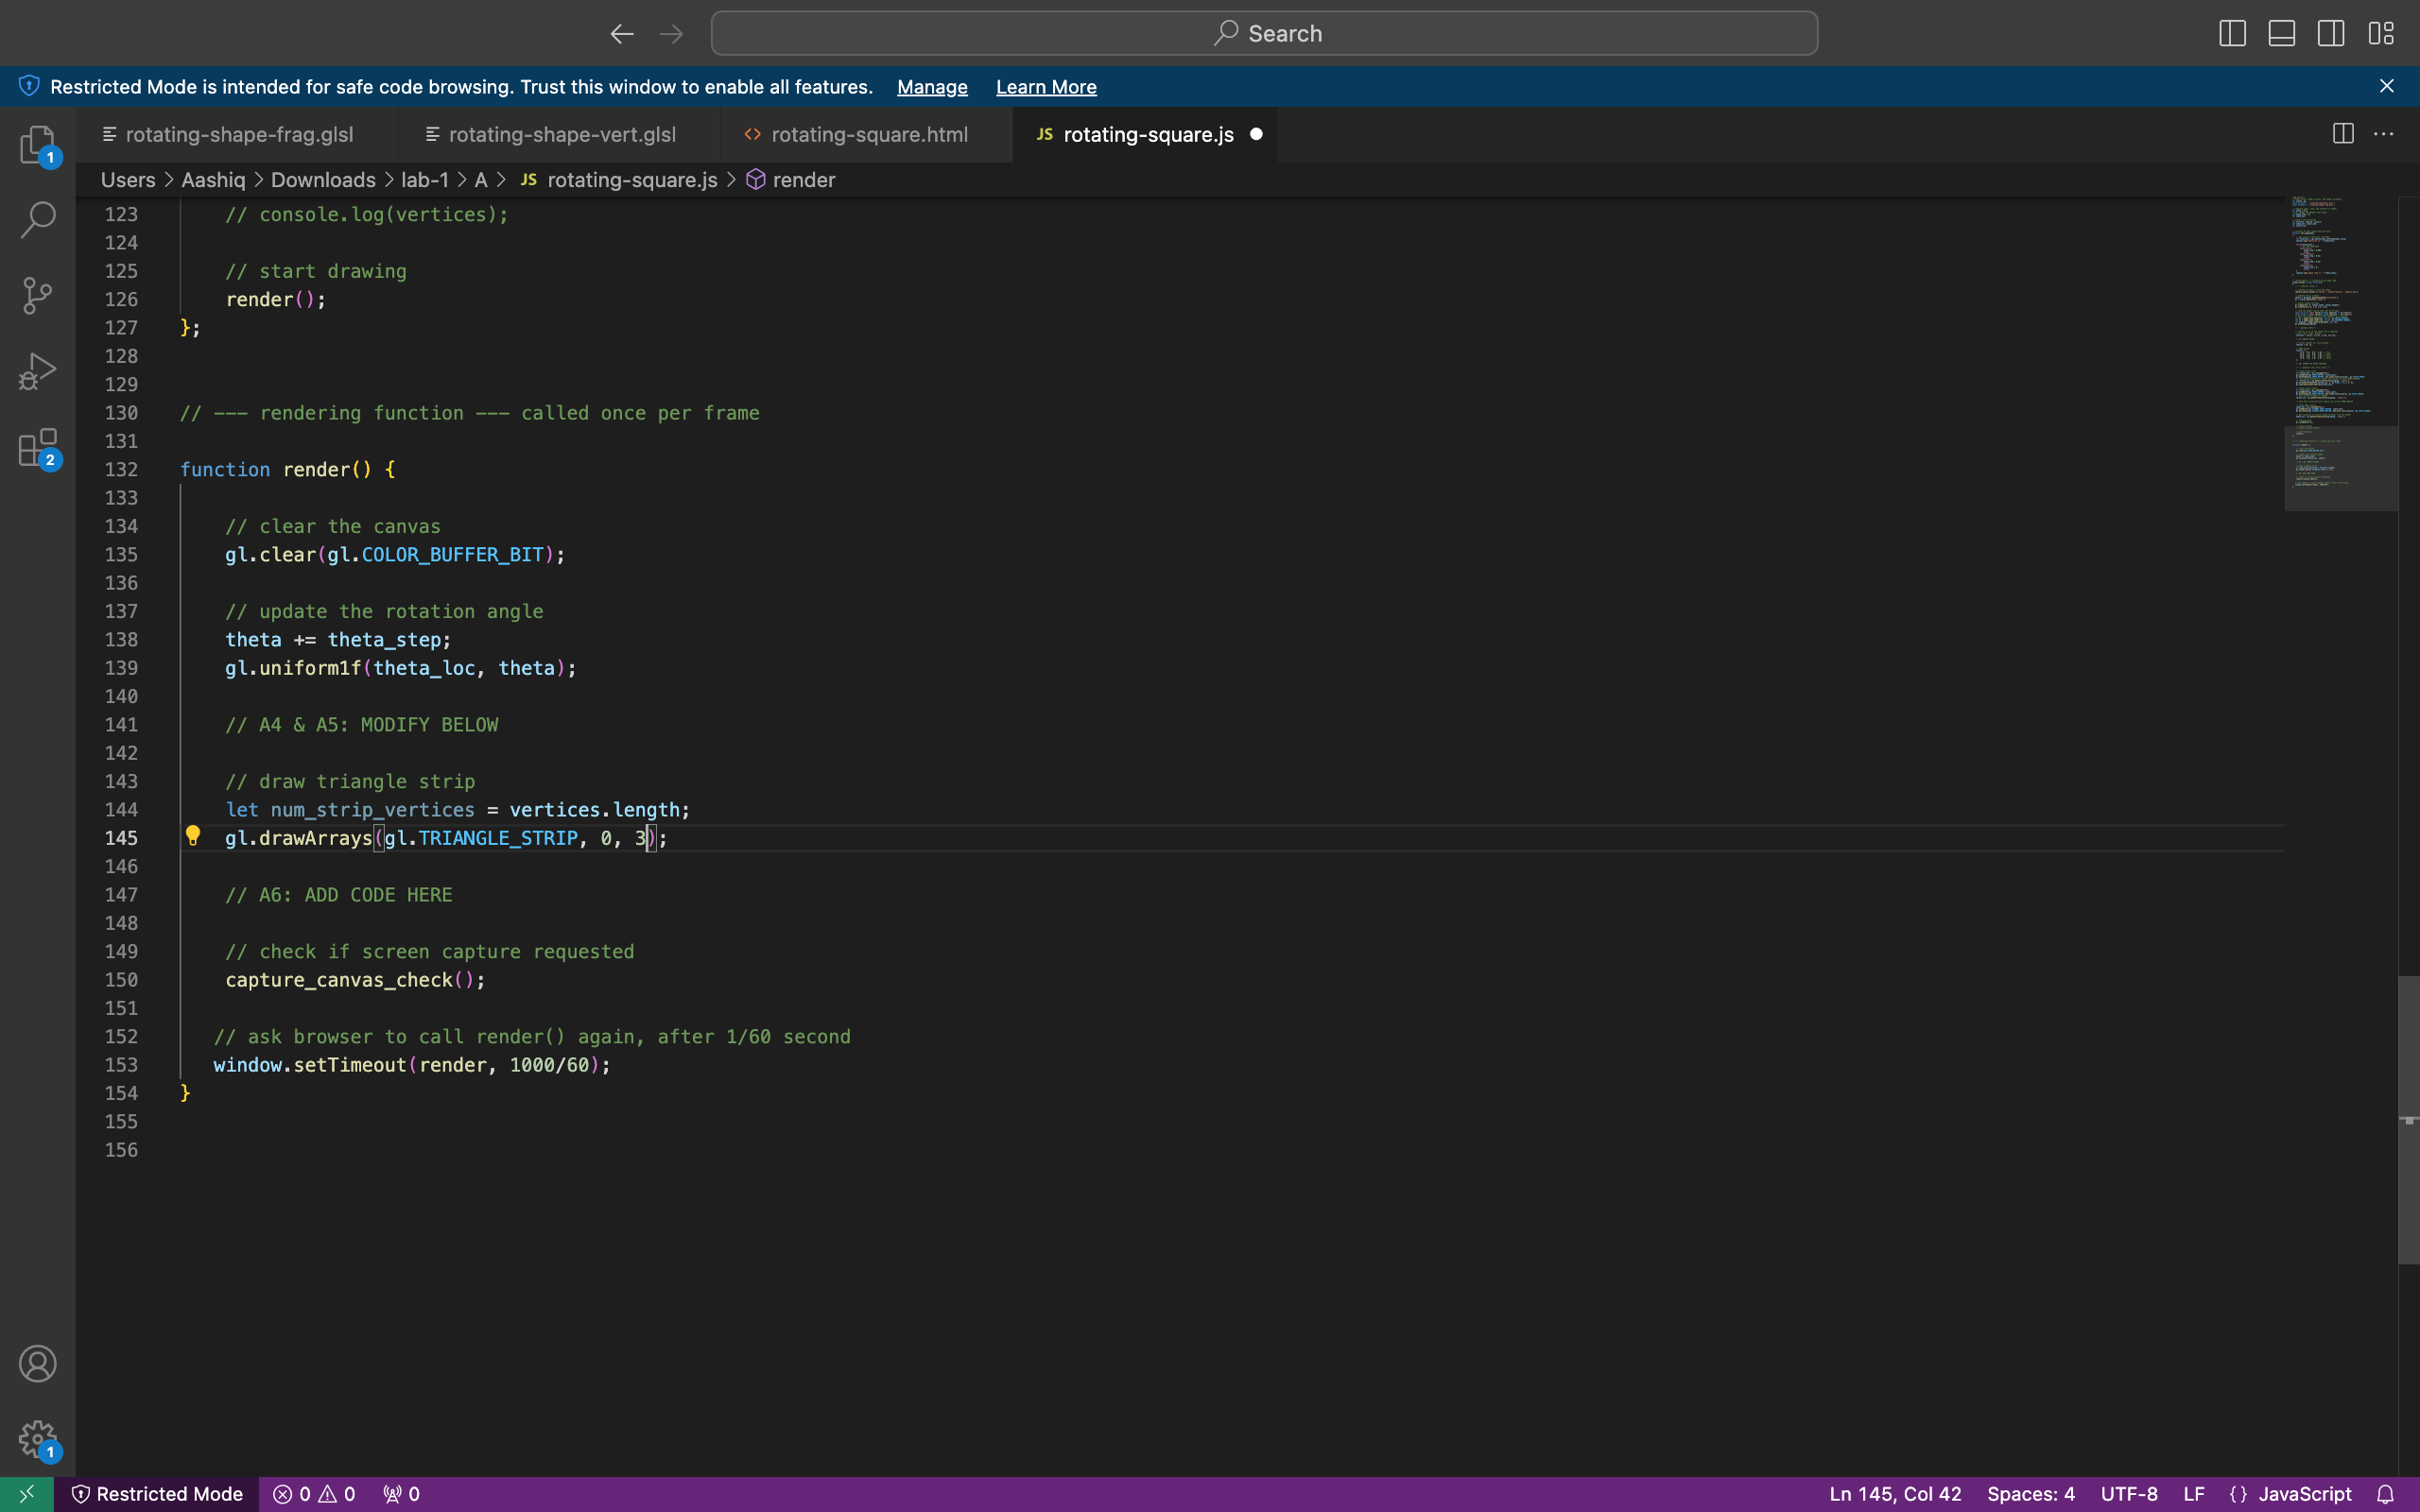 Search
Restricted Mode is intended for safe code browsing. Trust this window to enable all features. Manage Learn More
rotating-shape-frag.glsl rotating-shape-vert.glsl <> rotating-square.html JS rotating-square.js
Users > Aashiq > Downloads > lab-1 > A > JS rotating-square.js > render
1
2
123 // console.log(vertices);
124
125 // start drawing
126 render();
127 };
128
129
130 // --- rendering function --- called once per frame
131
132 function render() {
133
134 // clear the canvas
135 gl.clear(gl.COLOR_BUFFER_BIT);
136
137 // update the rotation angle
138 theta += theta_step;
139 gl.uniform1f(theta_loc, theta);
140
141 // A4 & A5: MODIFY BELOW
142
143 // draw triangle strip
144 let num_strip_vertices = vertices.length;
145 gl.drawArrays(gl.TRIANGLE_STRIP, 0, 3);
146
147 // A6: ADD CODE HERE
148
149 // check if screen capture requested
150 capture_canvas_check();
151
152 // ask browser to call render() again, after 1/60 second
153 window.setTimeout(render, 1000/60);
154 }
155
156
1
Restricted Mode 0 0 0 Ln 145, Col 42 Spaces: 4 UTF-8 LF {} JavaScript